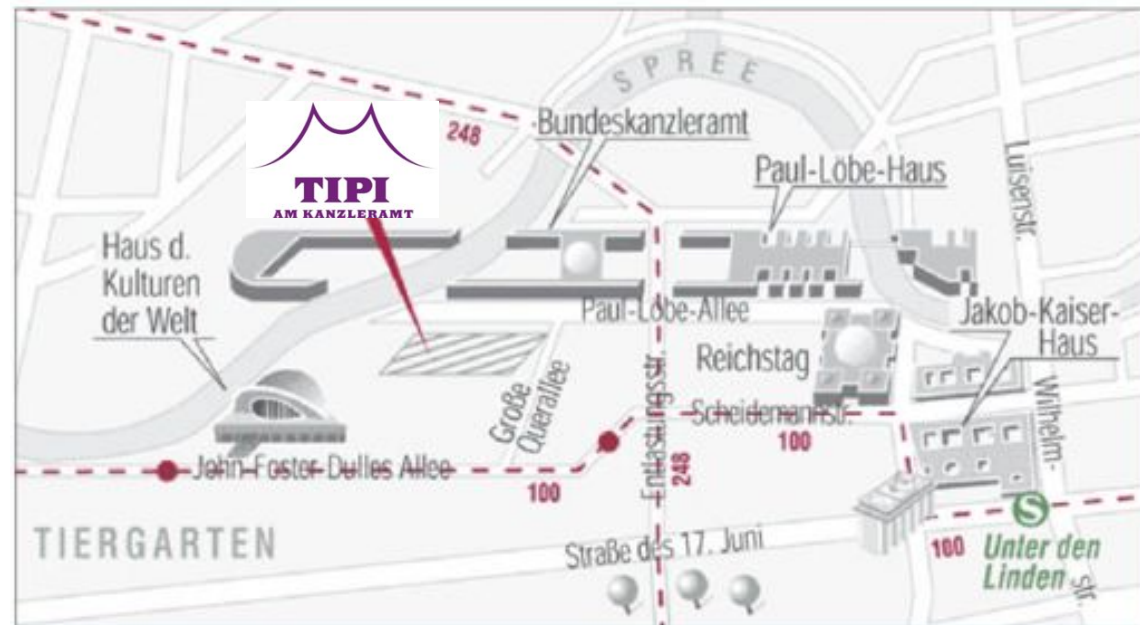 SPREE
248
Bundeskanzleramt
TIPI
AM KANZLERAMT
Paul-Löbe-Haus
Luisenstr.
Haus d.
Kulturen
der Welt
Paul-Löbe-Allee
Jakob-Kaiser-
Haus
Reichstag
Große
Querallee
Entlastungsstr.
Scheidemannstr.
100
Wilhelm-
str.
John-Foster-Dulles Allee
100
248
TIERGARTEN
Straße des 17. Juni
100
S
Unter den
Linden